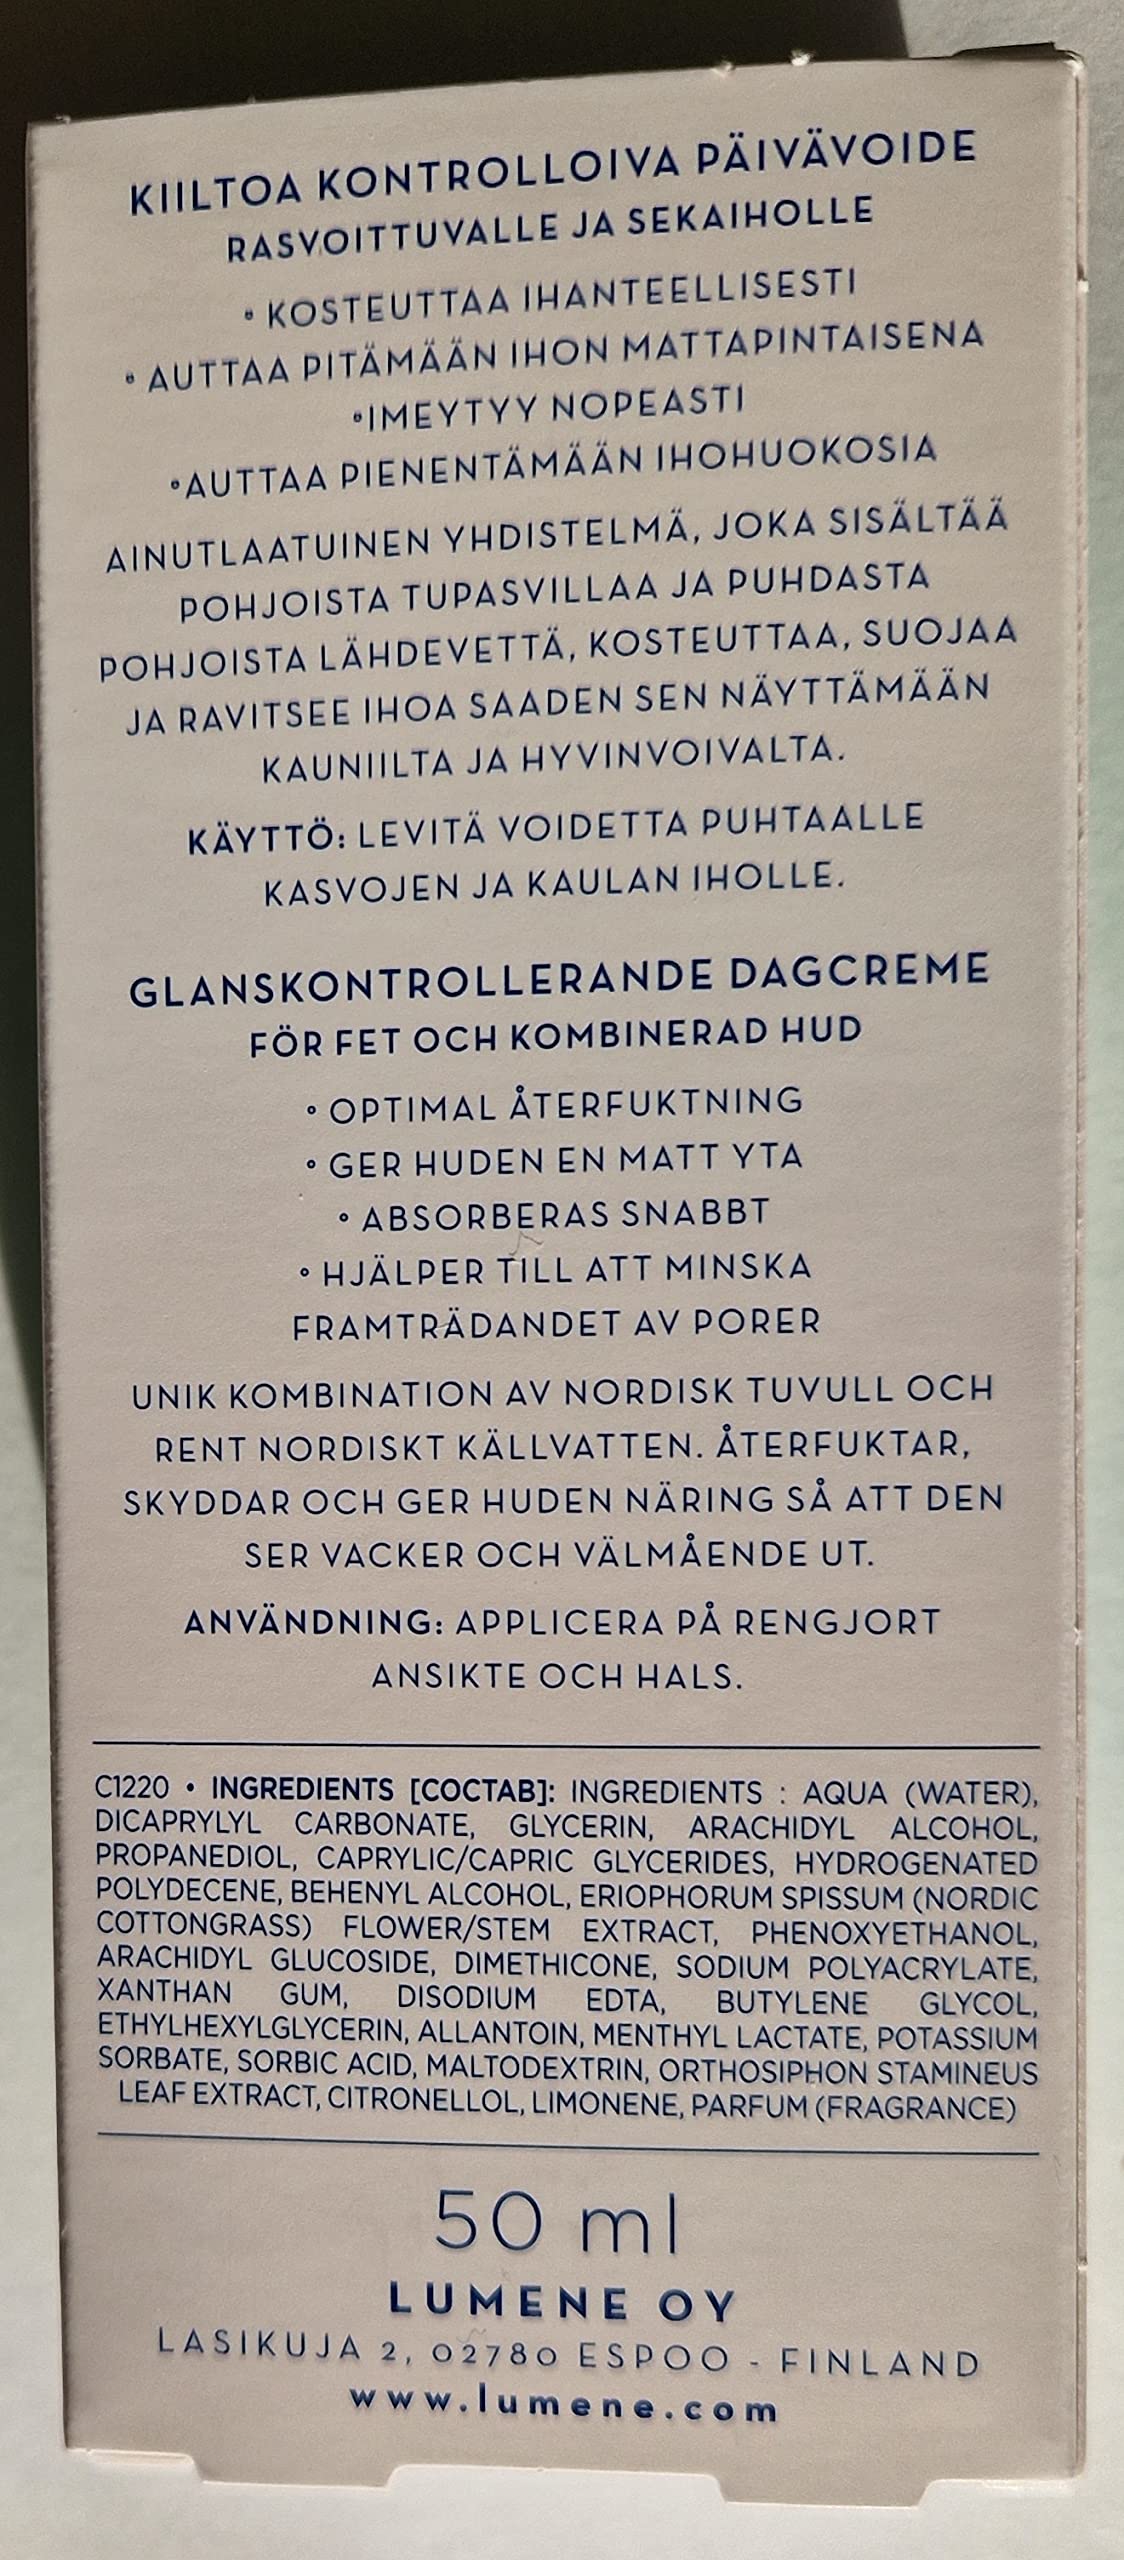 KIILTOA KONTROLLOIVA PÄIVÄVOIDE
RASVOITTUVALLE JA SEKAIHOLLE
• KOSTEUTTAA IHANTEELLISESTI
• AUTTAA PITÄMÄÄN IHON MATTAPINTAISENA
•IMEYTYY NOPEASTI
•AUTTAA PIENENTÄMÄÄN IHOHUOKOSIA
AINUTLAATUINEN YHDISTELMÄ, JOKA SISÄLTÄÄ
POHJOISTA TUPASVILLAA JA PUHDASTA
POHJOISTA LÄHDEVETTÄ, KOSTEUTTAA, SUOJAA
JA RAVITSEE IHOA SAADEN SEN NÄYTTÄMÄÄN
KAUNIILTA JA HYVINVOIVALTA.
KÄYTTÖ: LEVITÄ VOIDETTA PUHTAALLE
KASVOJEN JA KAULAN IHOLLE.
GLANSKONTROLLERANDE DAGCREME
FÖR FET OCH KOMBINERAD HUD
° OPTIMAL ÅTERFUKTNING
° GER HUDEN EN MATT YTA
° ABSORBERAS SNABBT
° HJÄLPER TILL ATT MINSKA
FRAMTRÄDANDET AV PORER
UNIK KOMBINATION AV NORDISK TUVULL OCH
RENT NORDISKT KÄLLVATTEN. ÅTERFUKTAR,
SKYDDAR OCH GER HUDEN NÄRING SÅ ATT DEN
SER VACKER OCH VÄLMÅENDE UT.
ANVÄNDNING: APPLICERA PÅ RENGJORT
ANSIKTE OCH HALS.
C1220 • INGREDIENTS [СОСТАВ]: INGREDIENTS : AQUA (WATER),
DICAPRYLYL CARBONATE, GLYCERIN, ARACHIDYL ALCOHOL,
PROPANEDIOL, CAPRYLIC/CAPRIC GLYCERIDES, HYDROGENATED
POLYDECENE, BEHENYL ALCOHOL, ERIOPHORUM SPISSUM (NORDIC
COTTONGRASS) FLOWER/STEM EXTRACT, PHENOXYETHANOL,
ARACHIDYL GLUCOSIDE, DIMETHICONE, SODIUM POLYACRYLATE,
XANTHAN GUM, DISODIUM EDTA, BUTYLENE GLYCOL,
ETHYLHEXYLGLYCERIN, ALLANTOIN, MENTHYL LACTATE, POTASSIUM
SORBATE, SORBIC ACID, MALTODEXTRIN, ORTHOSIPHON STAMINEUS
LEAF EXTRACT, CITRONELLOL, LIMONENE, PARFUM (FRAGRANCE)
50 ml
LUMENE OY
LASIKUJA 2, 02780 ESPOO - FINLAND
www.lumene.com